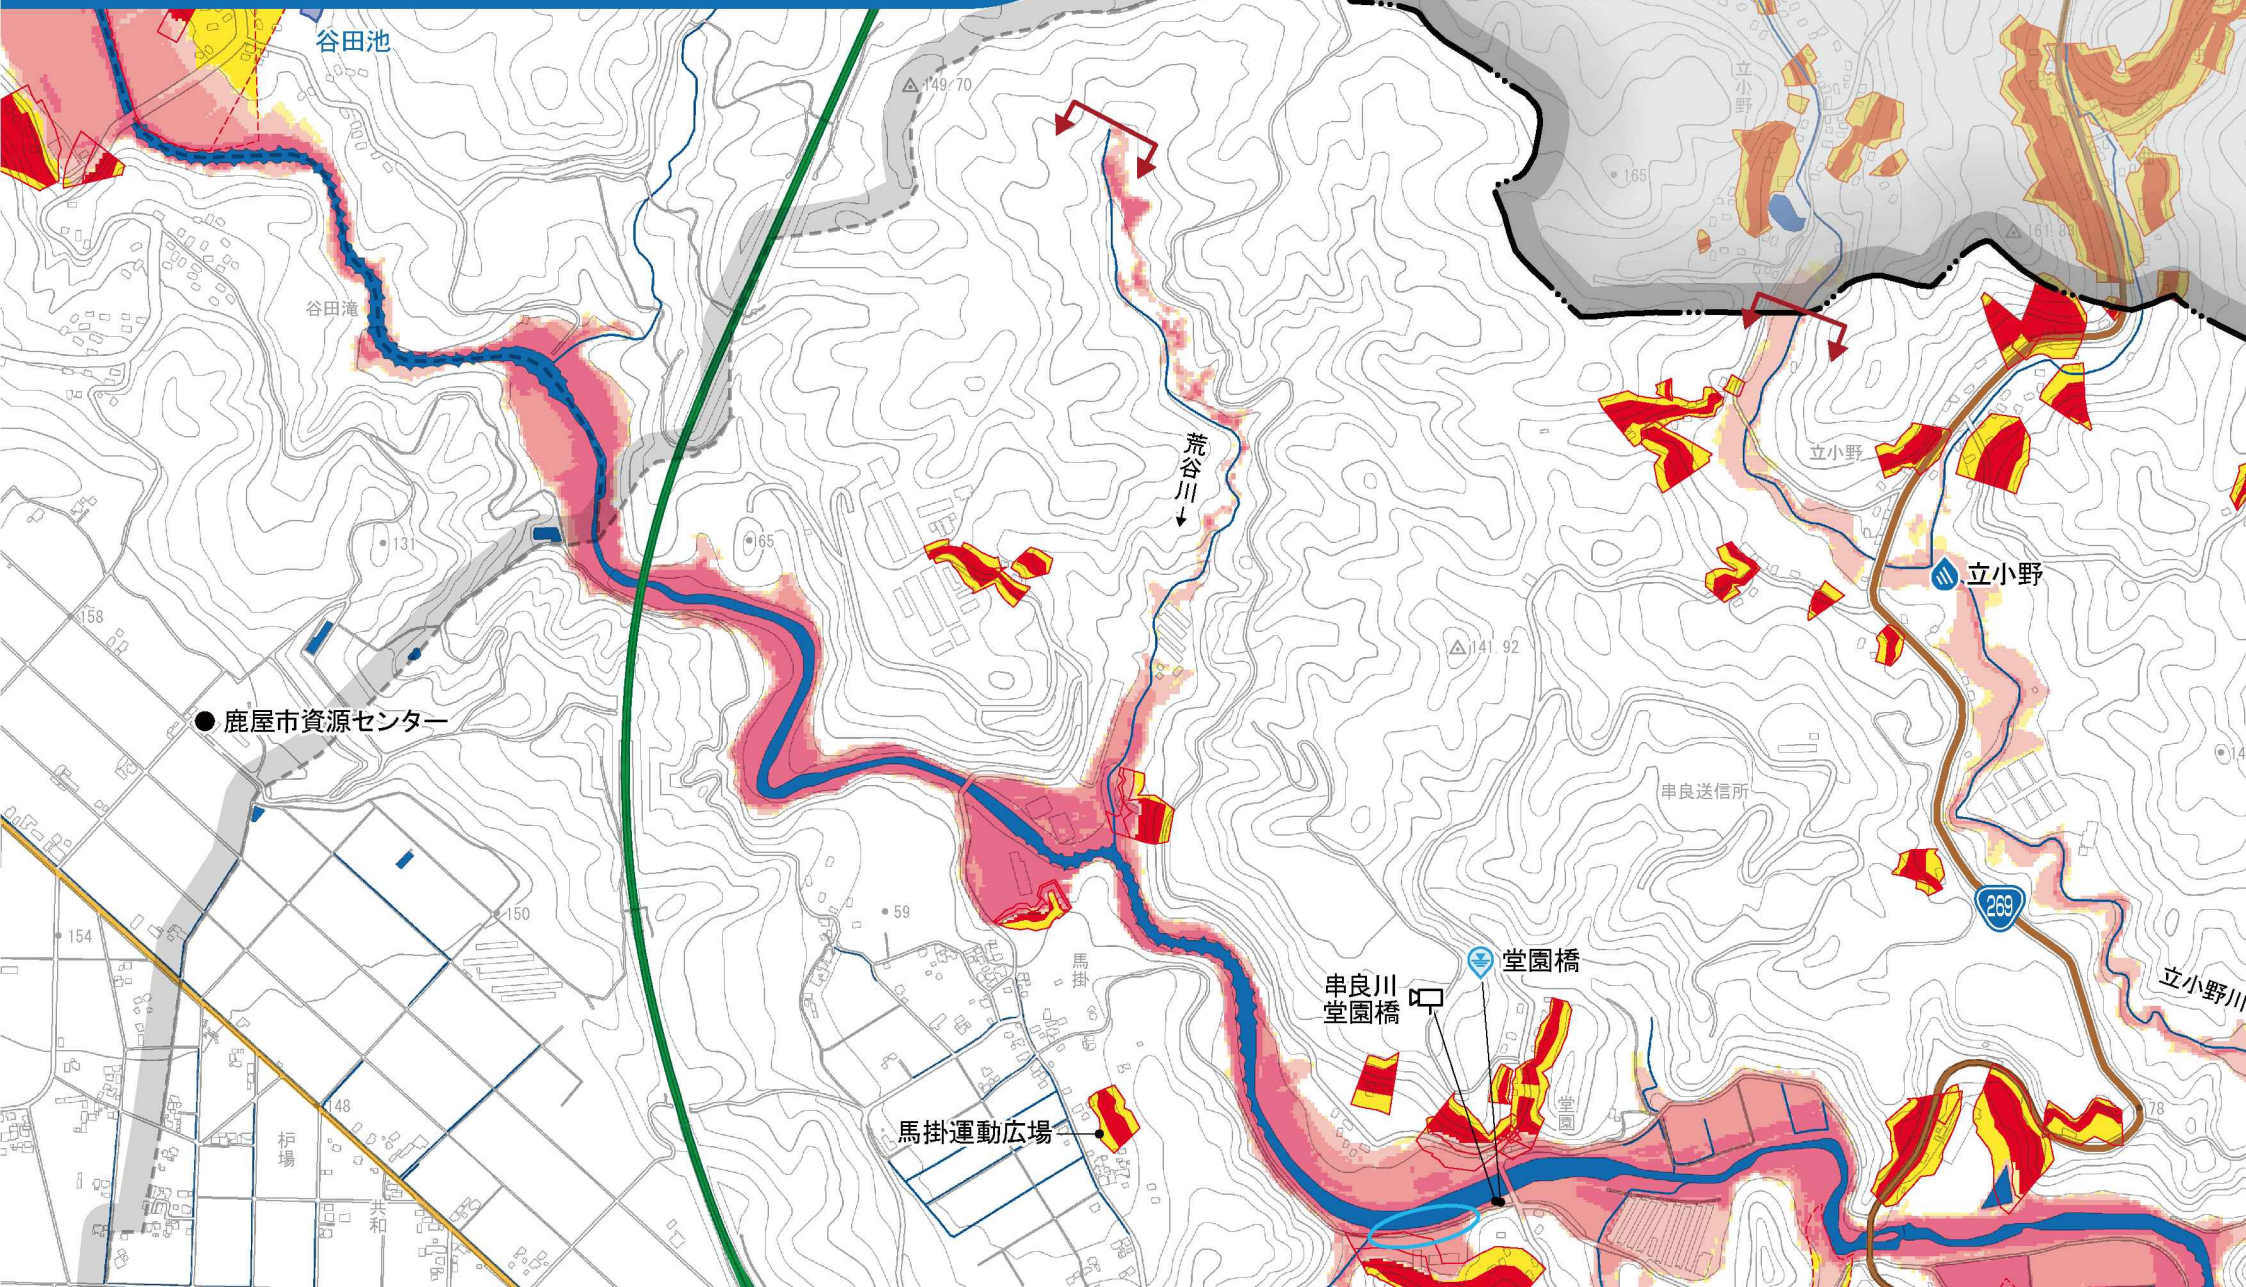 谷田池
149.70
立小野
165
161.83
谷田滝
荒谷川
立小野
131
65
立小野
158
141.92
鹿屋市資源センター
串良送信所
269
150
59
154
馬掛
堂園橋
串良川
堂園橋
立小野川
148
馬掛運動広場
堂園
78
枦場
共和